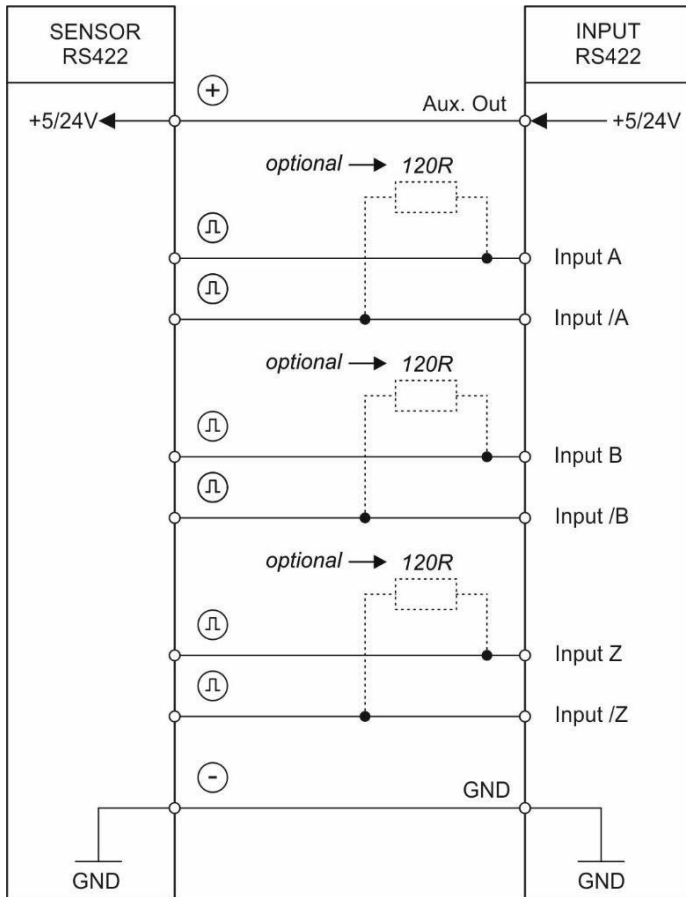 SENSOR
RS422
INPUT
RS422
+
Aux. Out
+5/24V
+5/24V
optional
120R
Input A
Input /A
optional
120R
Input B
Input /B
optional
120R
Input Z
Input /Z
-
GND
GND
GND